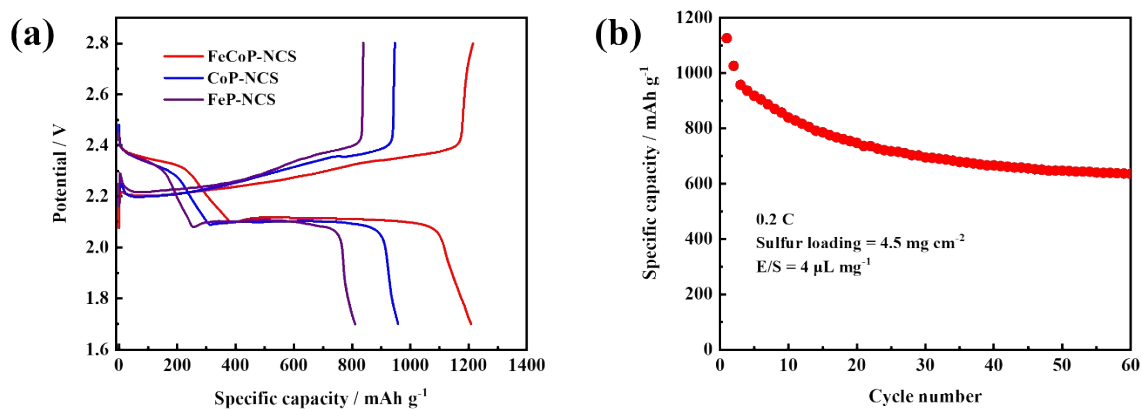 (a)
2.8
2.6
2.4
2.2
2.0
1.8
1.6
Potential / V
FeCoP-NCS
CoP-NCS
FeP-NCS
0 200 400 600 800 1000 1200 1400
Specific capacity / mAh g⁻¹
(b)
1200
1000
800
600
400
200
0
Specific capacity / mAh g⁻¹
0.2 C
Sulfur loading = 4.5 mg cm⁻²
E/S = 4 μL mg⁻¹
0 10 20 30 40 50 60
Cycle number